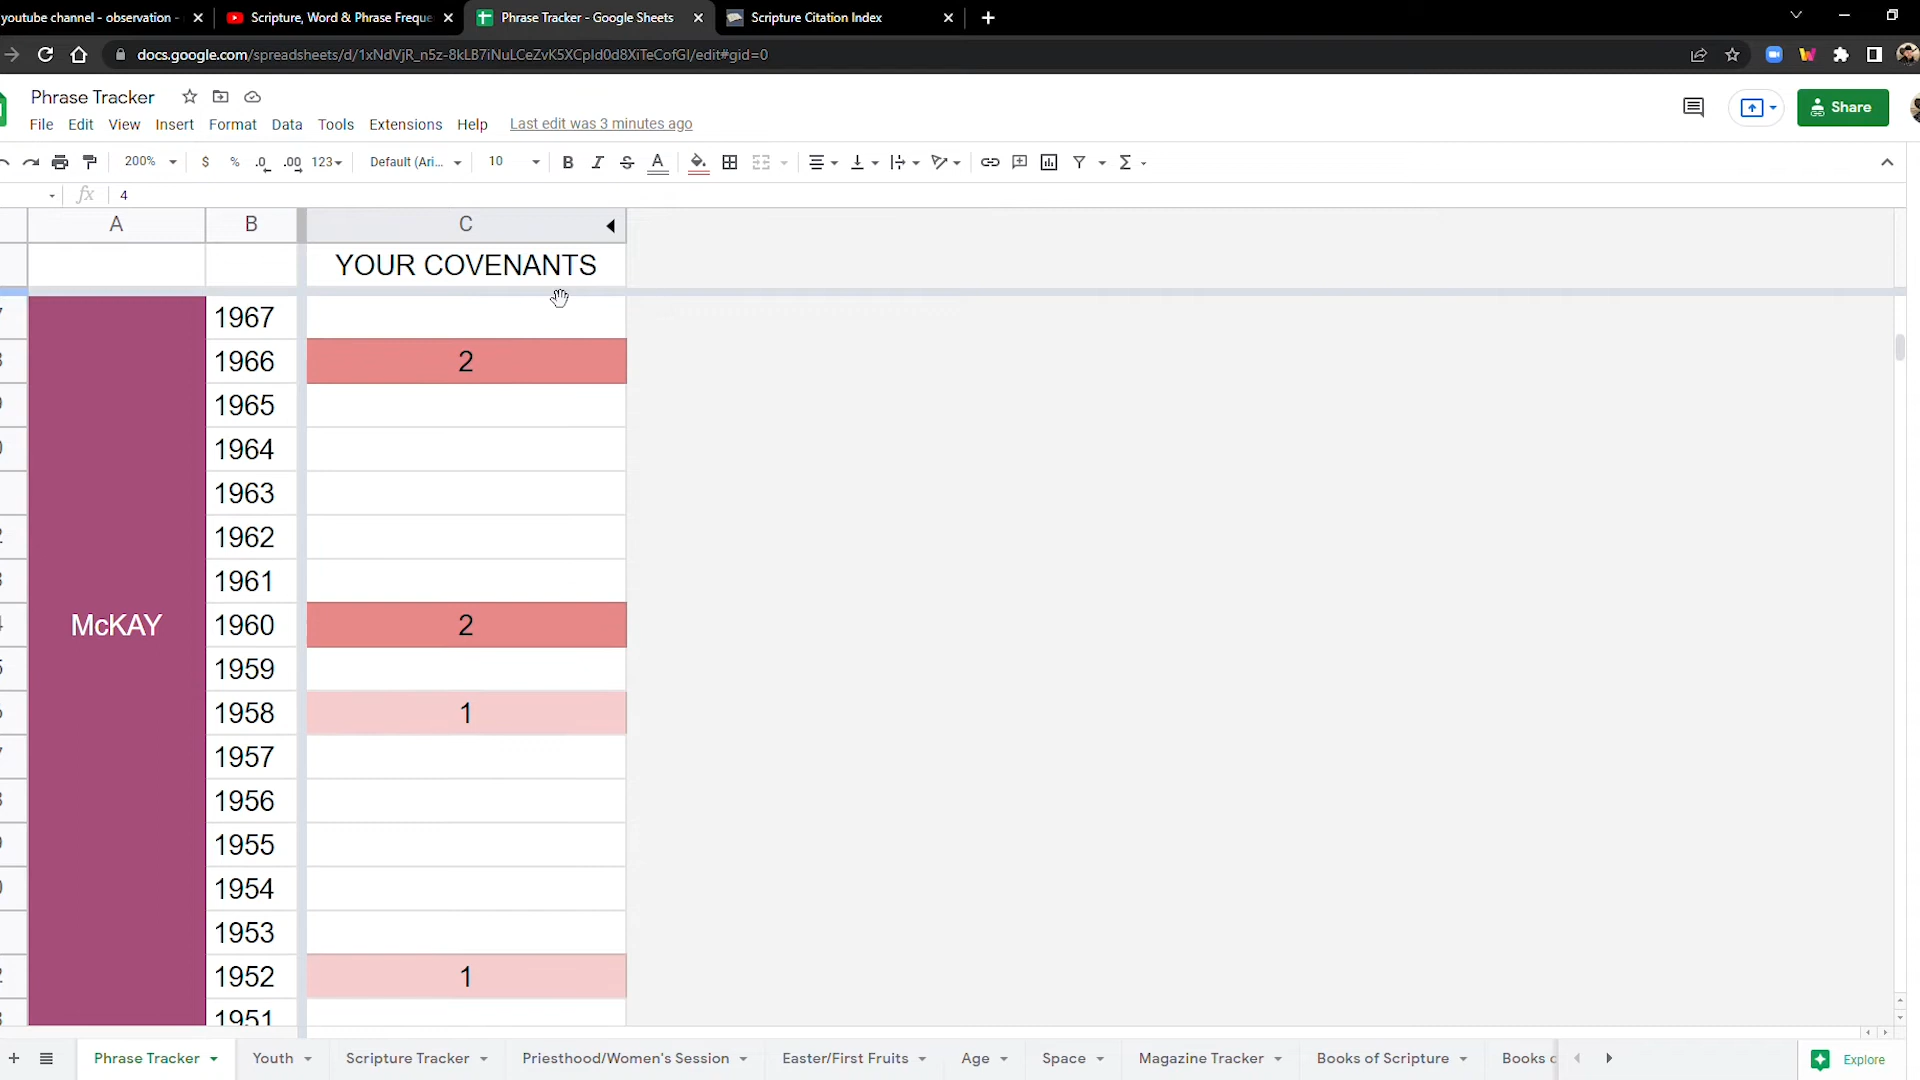 youtube channel - observation -
Scripture, Word & Phrase Freque
Phrase Tracker - Google Sheets
Scripture Citation Index
docs.google.com/spreadsheets/d/1xNdVjR_n5z-8kLB7iNuLCeZvK5XCpId0d8XiTeCofGI/edit#gid=0
Phrase Tracker
Share
File Edit View Insert Format Data Tools Extensions Help Last edit was 3 minutes ago
200% $ % .0 .00 123 Default (Ari... 10 B I S A Σ
fx 4
A B C
YOUR COVENANTS
1967
1966 2
1965
1964
1963
1962
1961
McKAY 1960 2
1959
1958 1
1957
1956
1955
1954
1953
1952 1
1951
Phrase Tracker Youth Scripture Tracker Priesthood/Women's Session Easter/First Fruits Age Space Magazine Tracker Books of Scripture Books Explore